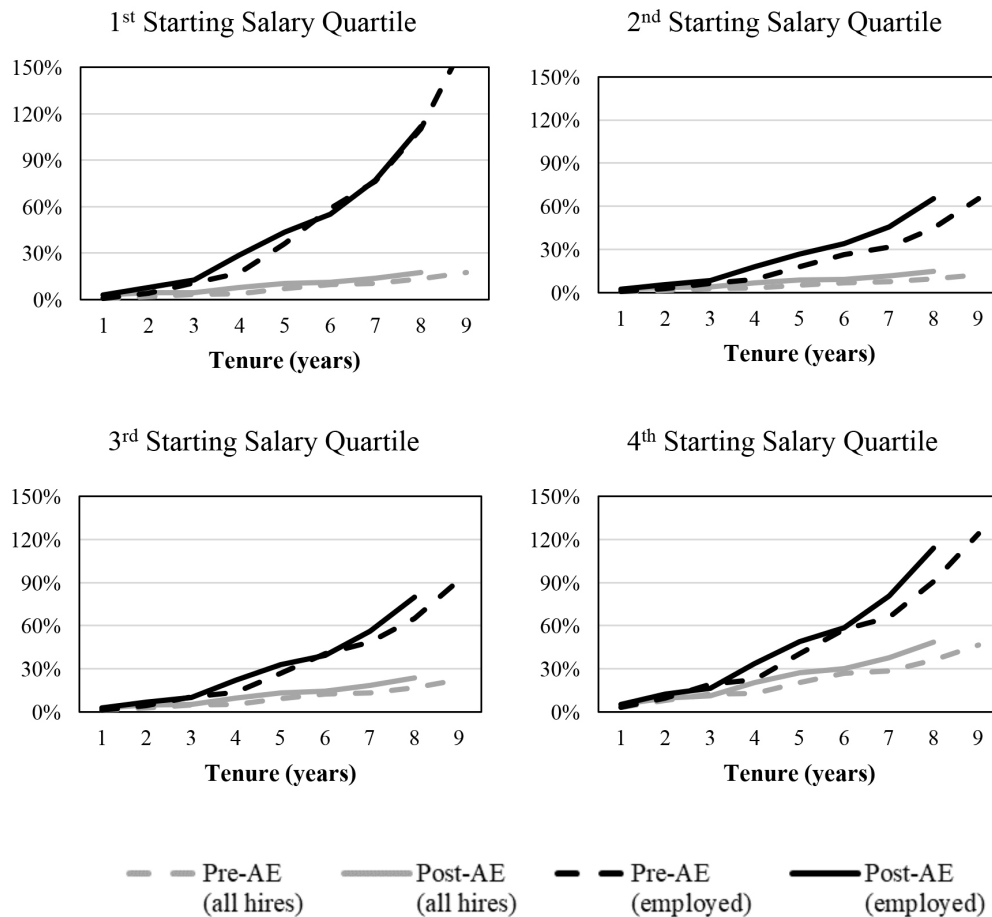 1st Starting Salary Quartile
150%
120%
90%
60%
30%
0%
1 2 3 4 5 6 7 8 9
Tenure (years)
2nd Starting Salary Quartile
150%
120%
90%
60%
30%
0%
1 2 3 4 5 6 7 8 9
Tenure (years)
3rd Starting Salary Quartile
150%
120%
90%
60%
30%
0%
1 2 3 4 5 6 7 8 9
Tenure (years)
4th Starting Salary Quartile
150%
120%
90%
60%
30%
0%
1 2 3 4 5 6 7 8 9
Tenure (years)
Pre-AE
(all hires)
Post-AE
(all hires)
Pre-AE
(employed)
Post-AE
(employed)